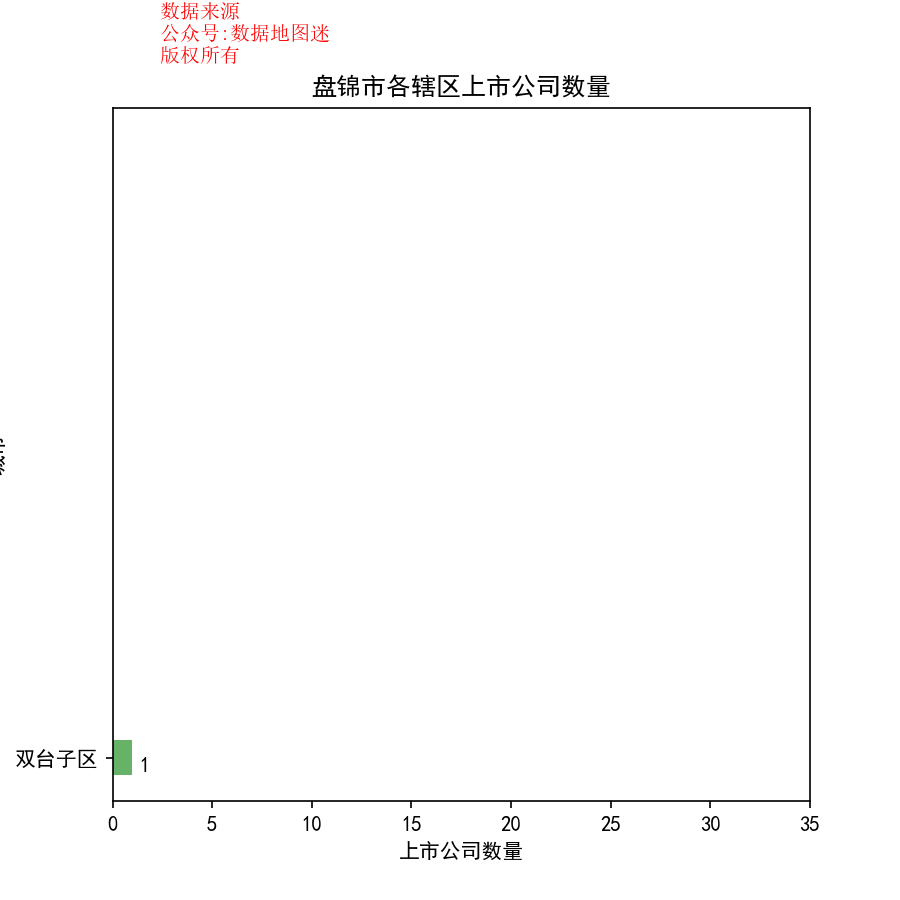 数据来源
公众号:数据地图迷
版权所有
盘锦市各辖区上市公司数量
双台子区
1
0 5 10 15 20 25 30 35
上市公司数量